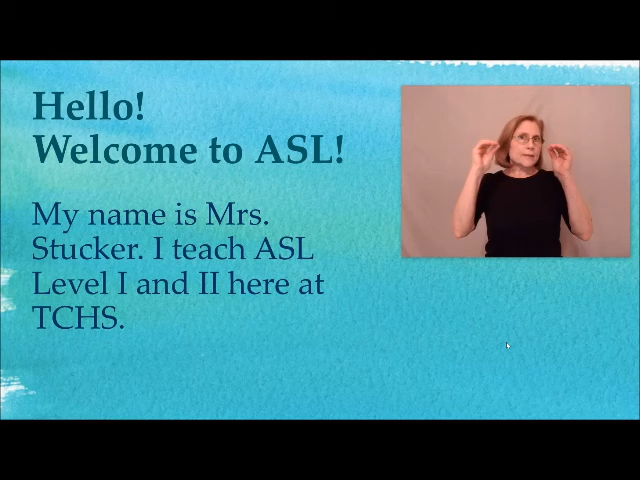 Hello!
Welcome to ASL!
My name is Mrs.
Stucker. I teach ASL
Level I and II here at
TCHS.